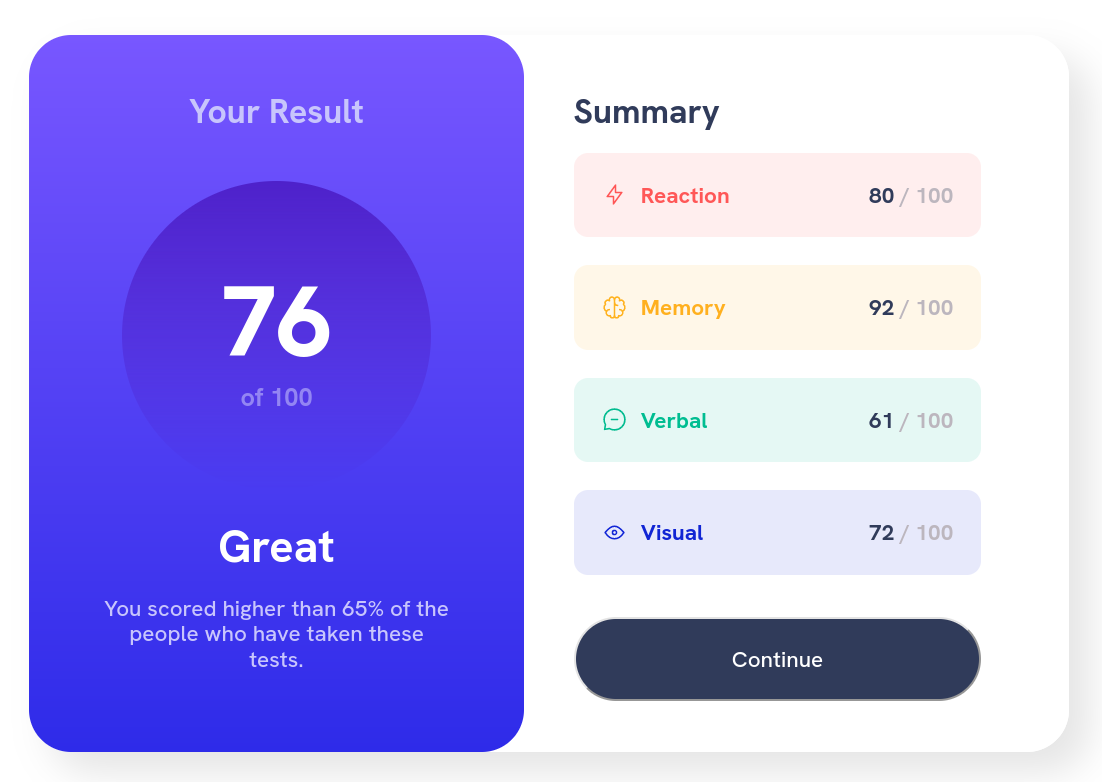 Your Result
76
of 100
Great
You scored higher than 65% of the
people who have taken these
tests.
Summary
Reaction 80 / 100
Memory 92 / 100
Verbal 61 / 100
Visual 72 / 100
Continue